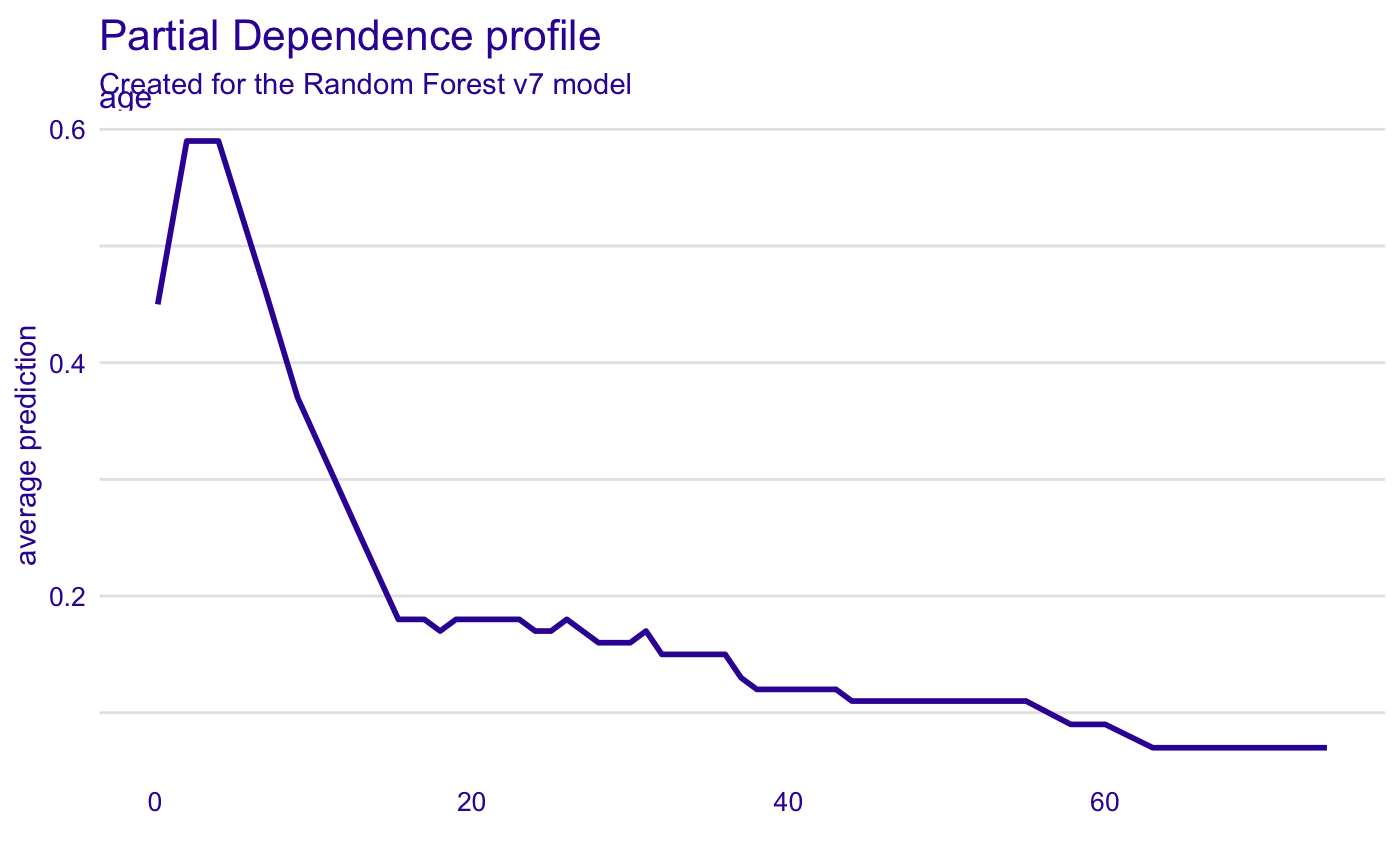 Partial Dependence profile
Created for the Random Forest v7 model
age
0.6
0.4
0.2
average prediction
0 20 40 60